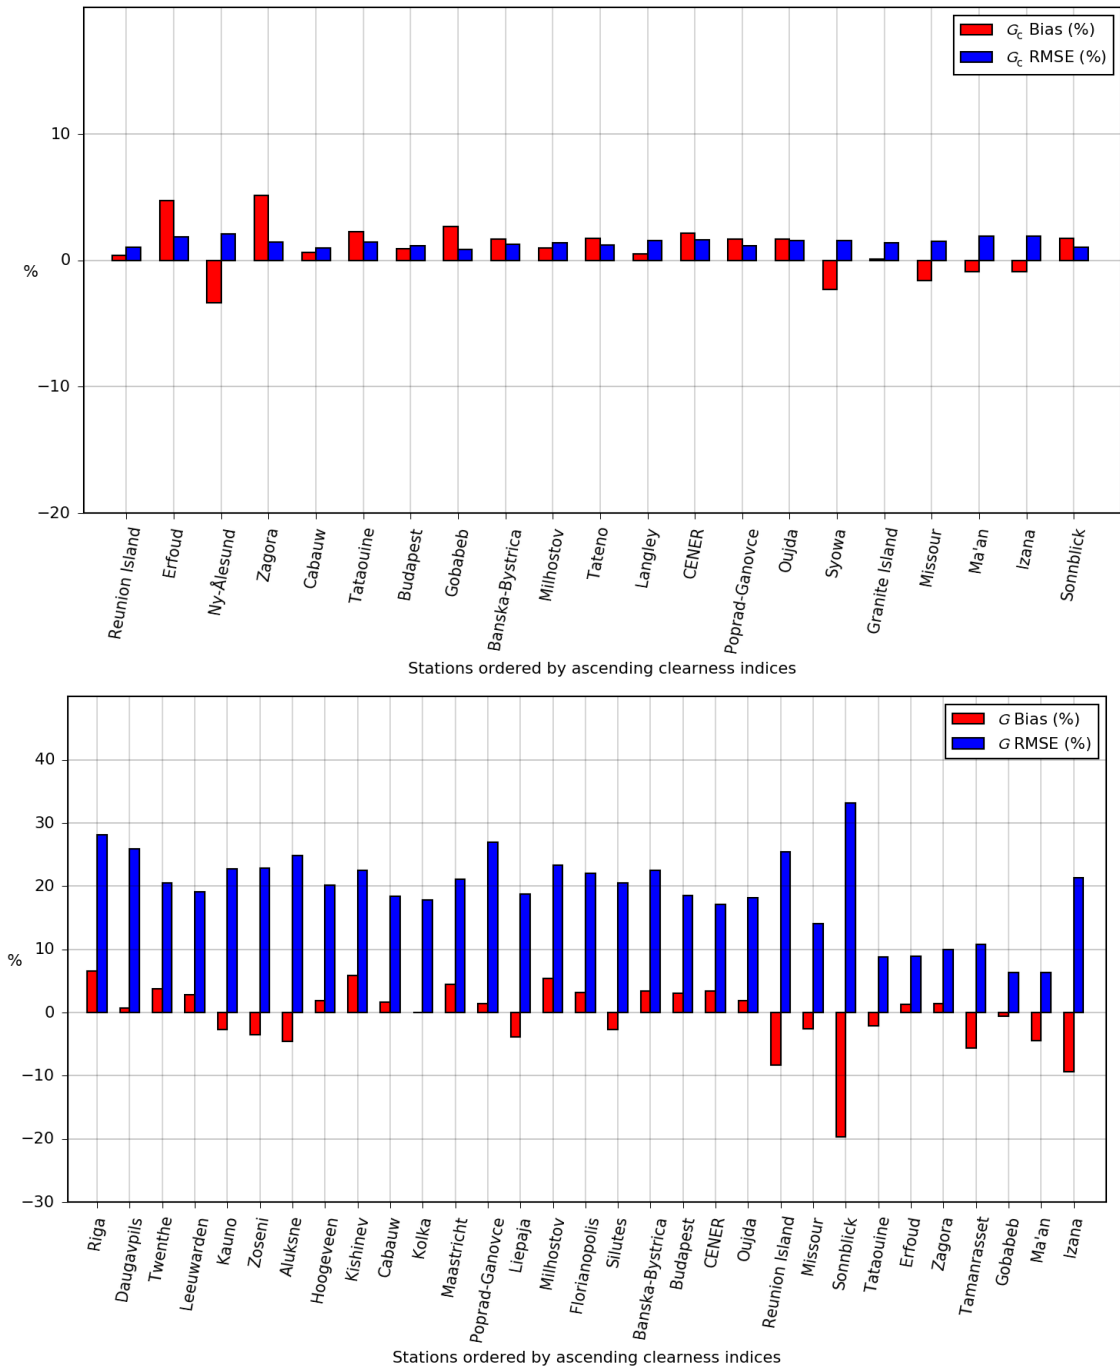 G_c Bias (%)
G_c RMSE (%)
10
0
%
−10
−20
Reunion Island
Erfoud
Ny-Ålesund
Zagora
Cabauw
Tataouine
Budapest
Gobabeb
Banska-Bystrica
Milhostov
Tateno
Langley
CENER
Poprad-Ganovce
Oujda
Syowa
Granite Island
Missour
Ma'an
Izana
Sonnblick
Stations ordered by ascending clearness indices
G Bias (%)
G RMSE (%)
40
30
20
10
%
0
−10
−20
−30
Riga
Daugavpils
Twenthe
Leeuwarden
Kauno
Zoseni
Aluksne
Hoogeveen
Kishinev
Cabauw
Kolka
Maastricht
Poprad-Ganovce
Liepaja
Milhostov
Florianopolis
Silutes
Banska-Bystrica
Budapest
CENER
Oujda
Reunion Island
Missour
Sonnblick
Tataouine
Erfoud
Zagora
Tamanrasset
Gobabeb
Ma'an
Izana
Stations ordered by ascending clearness indices